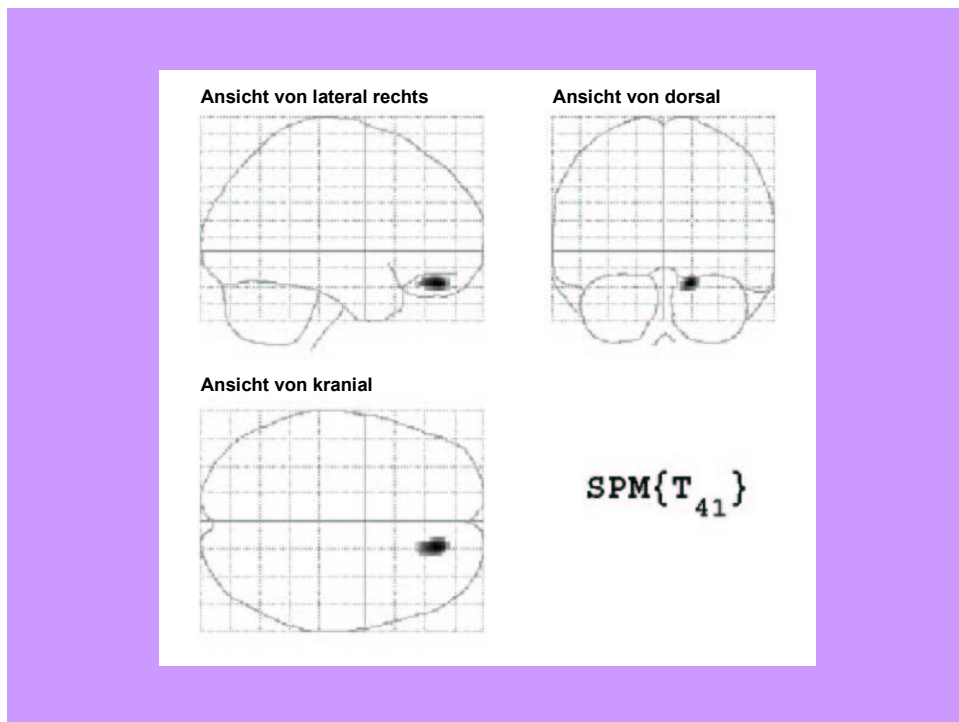 Ansicht von lateral rechts
Ansicht von dorsal
Ansicht von kranial
SPM{T41}